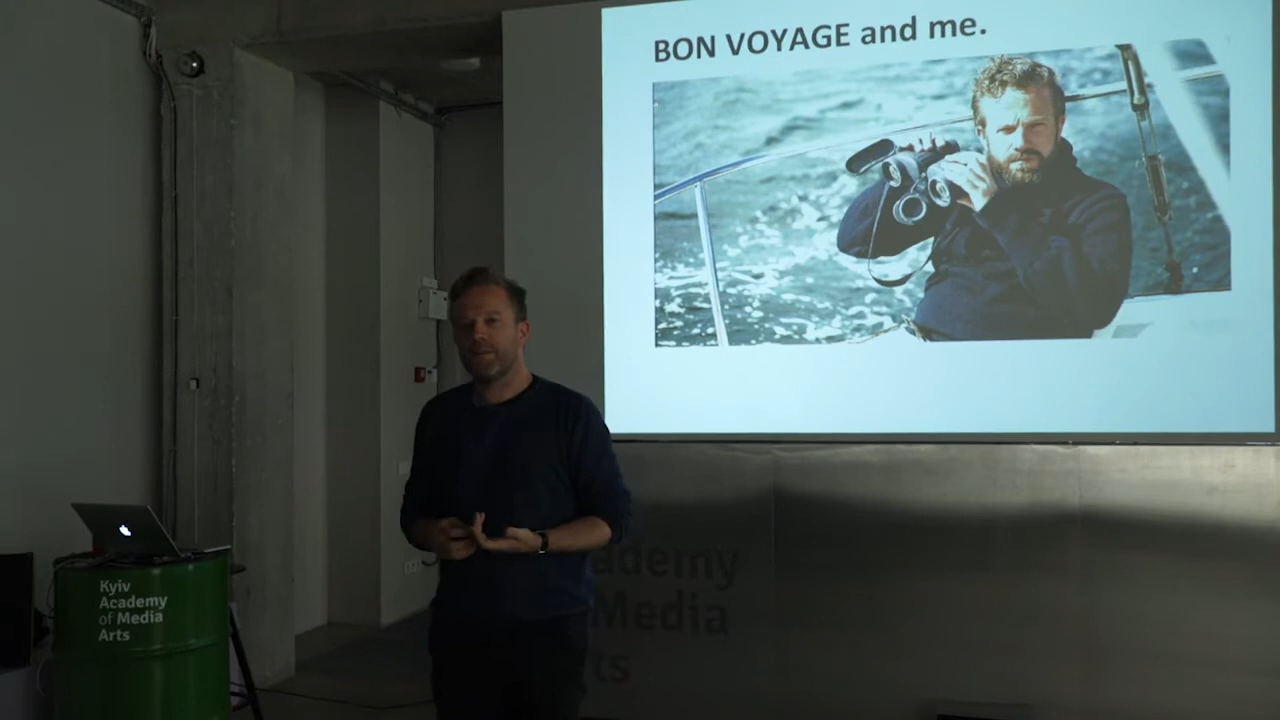 BON VOYAGE and me.
Kyiv
Academy
of Media
Arts
ademy
Media
ts